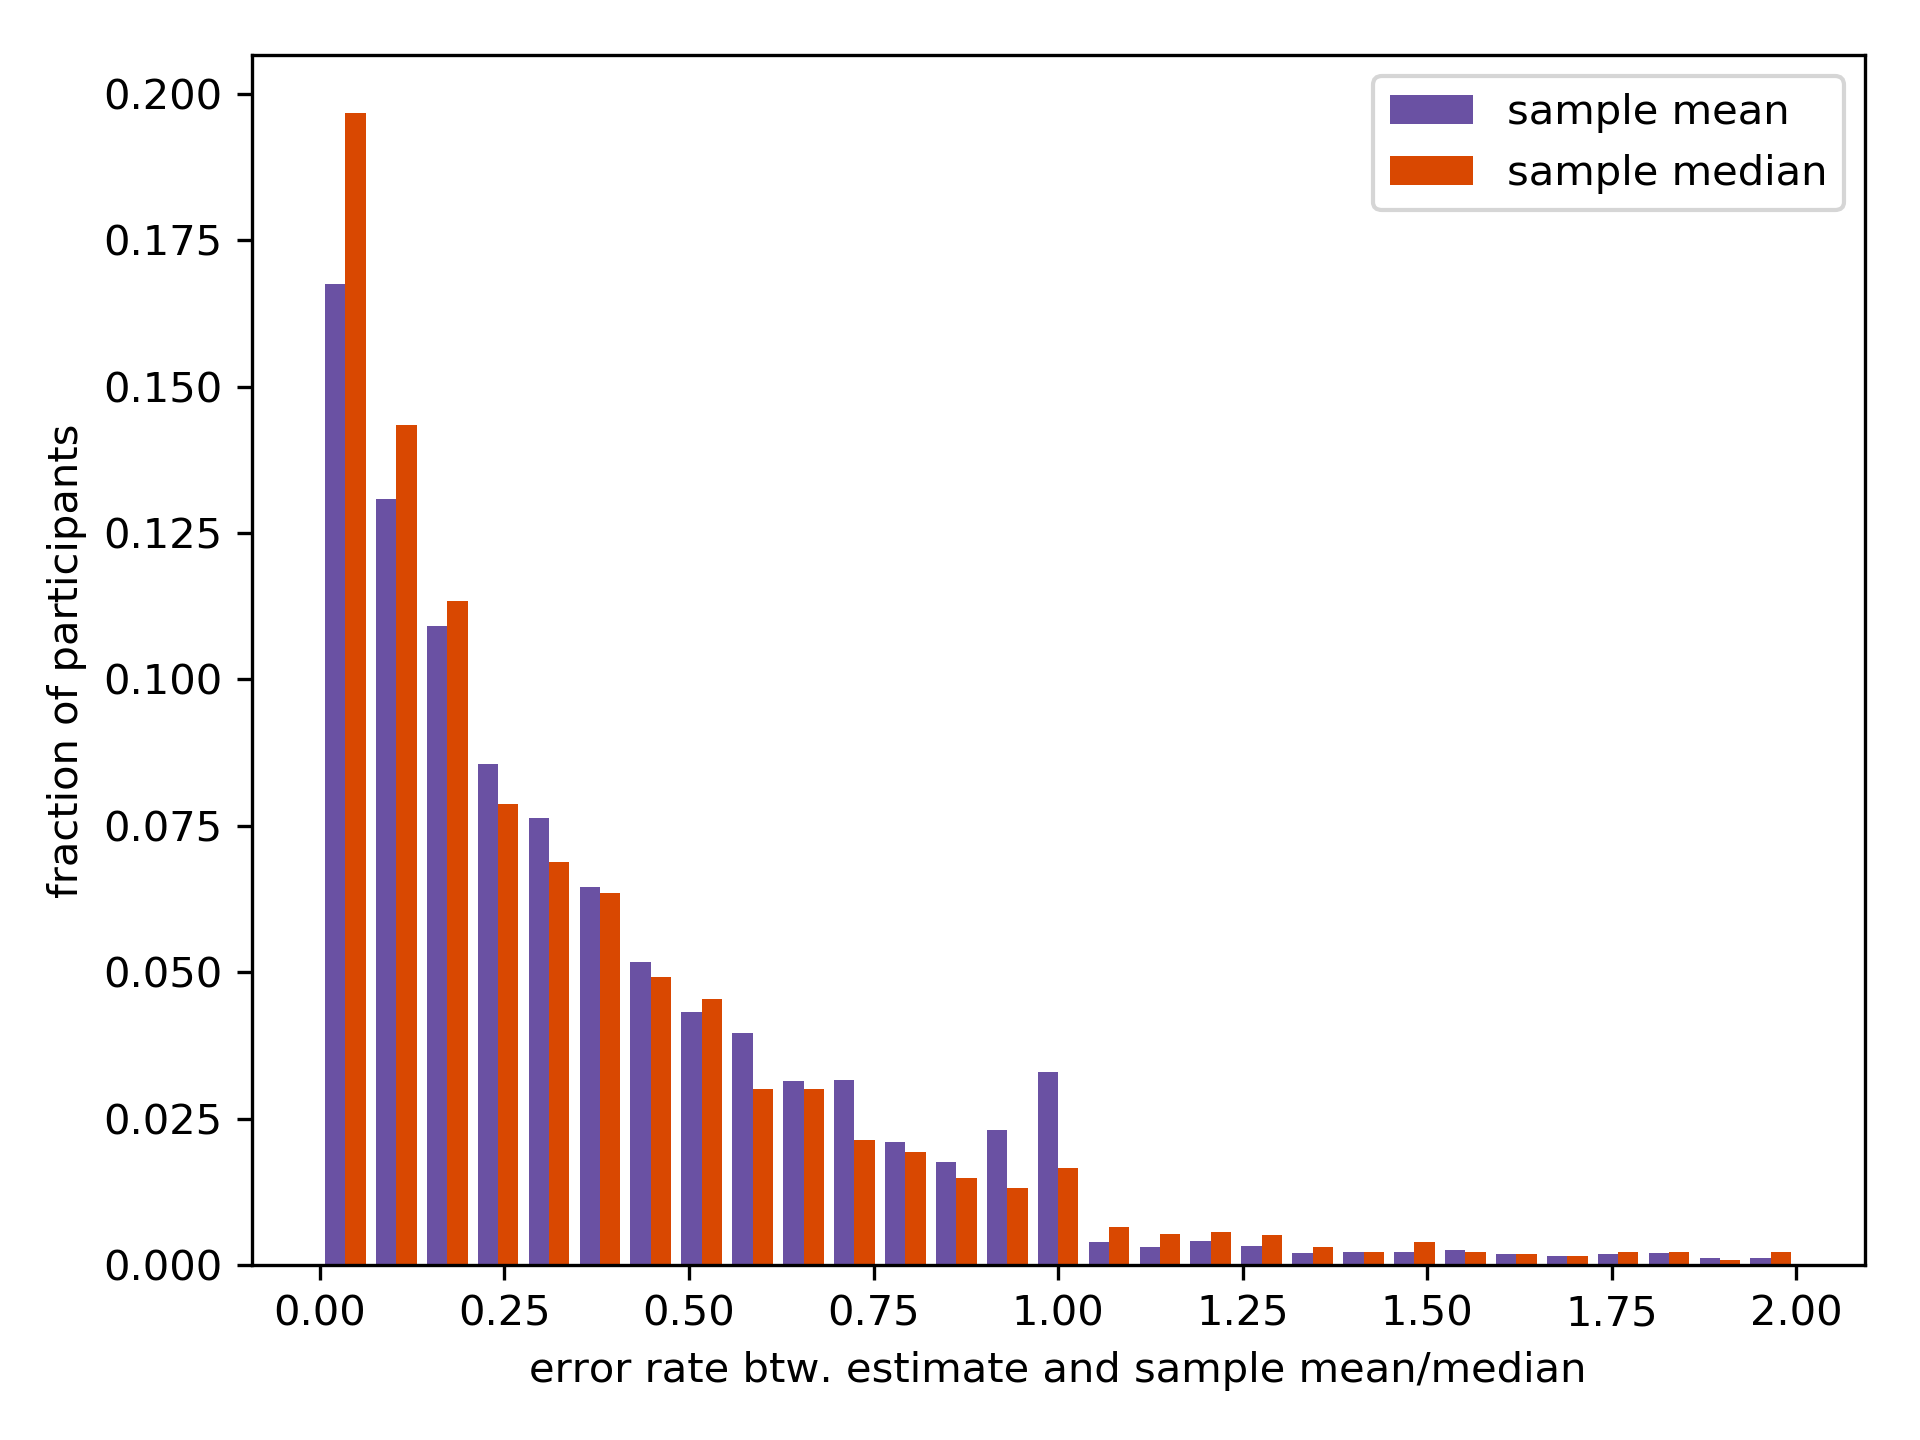 sample mean
sample median
0.200
0.175
0.150
0.125
0.100
0.075
0.050
0.025
0.000
fraction of participants
0.00 0.25 0.50 0.75 1.00 1.25 1.50 1.75 2.00
error rate btw. estimate and sample mean/median